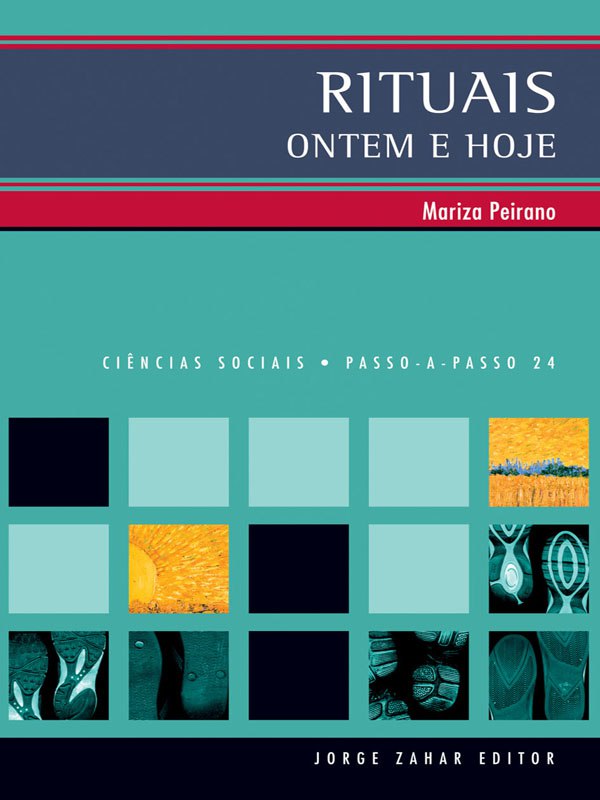 RITUAIS
ONTEM E HOJE
Mariza Peirano
CIÊNCIAS SOCIAIS • PASSO-A-PASSO 24
JORGE ZAHAR EDITOR